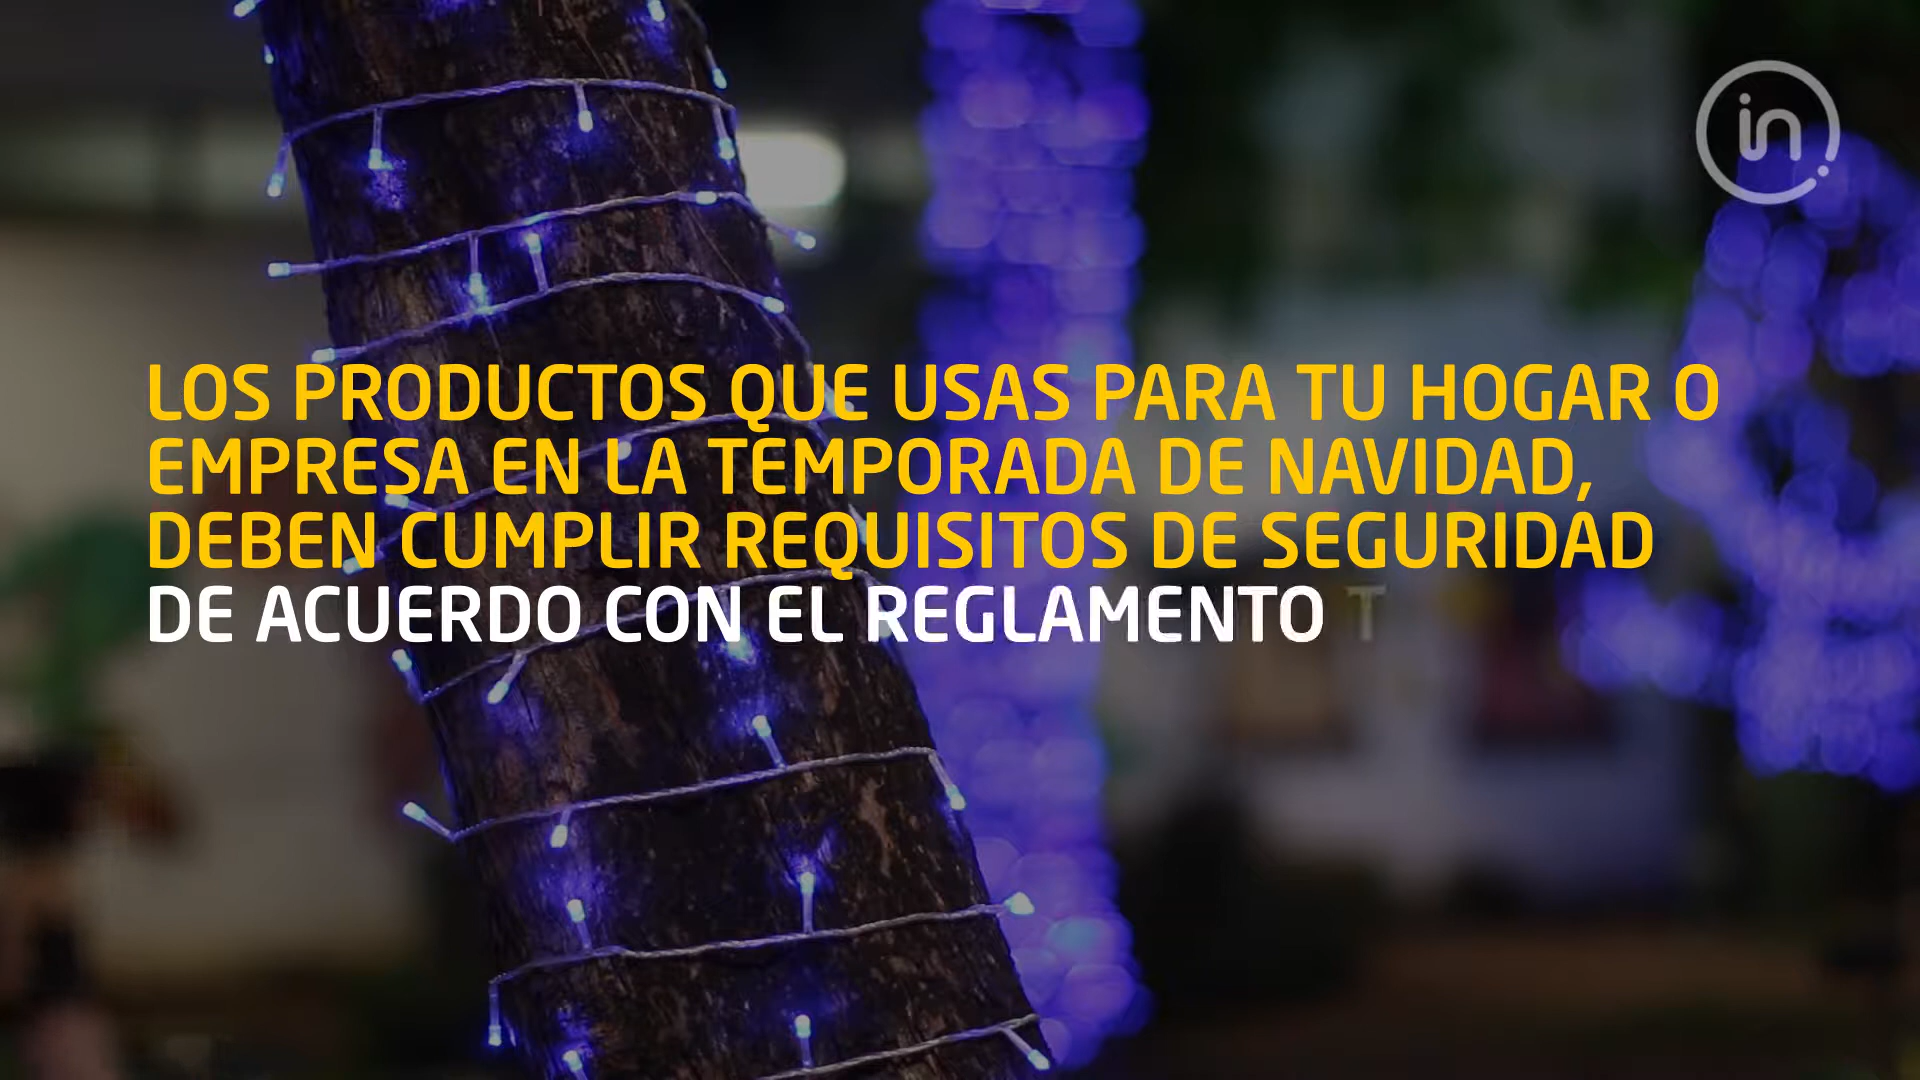 in
LOS PRODUCTOS QUE USAS PARA TU HOGAR O
EMPRESA EN LA TEMPORADA DE NAVIDAD,
DEBEN CUMPLIR REQUISITOS DE SEGURIDAD
DE ACUERDO CON EL REGLAMENTO T